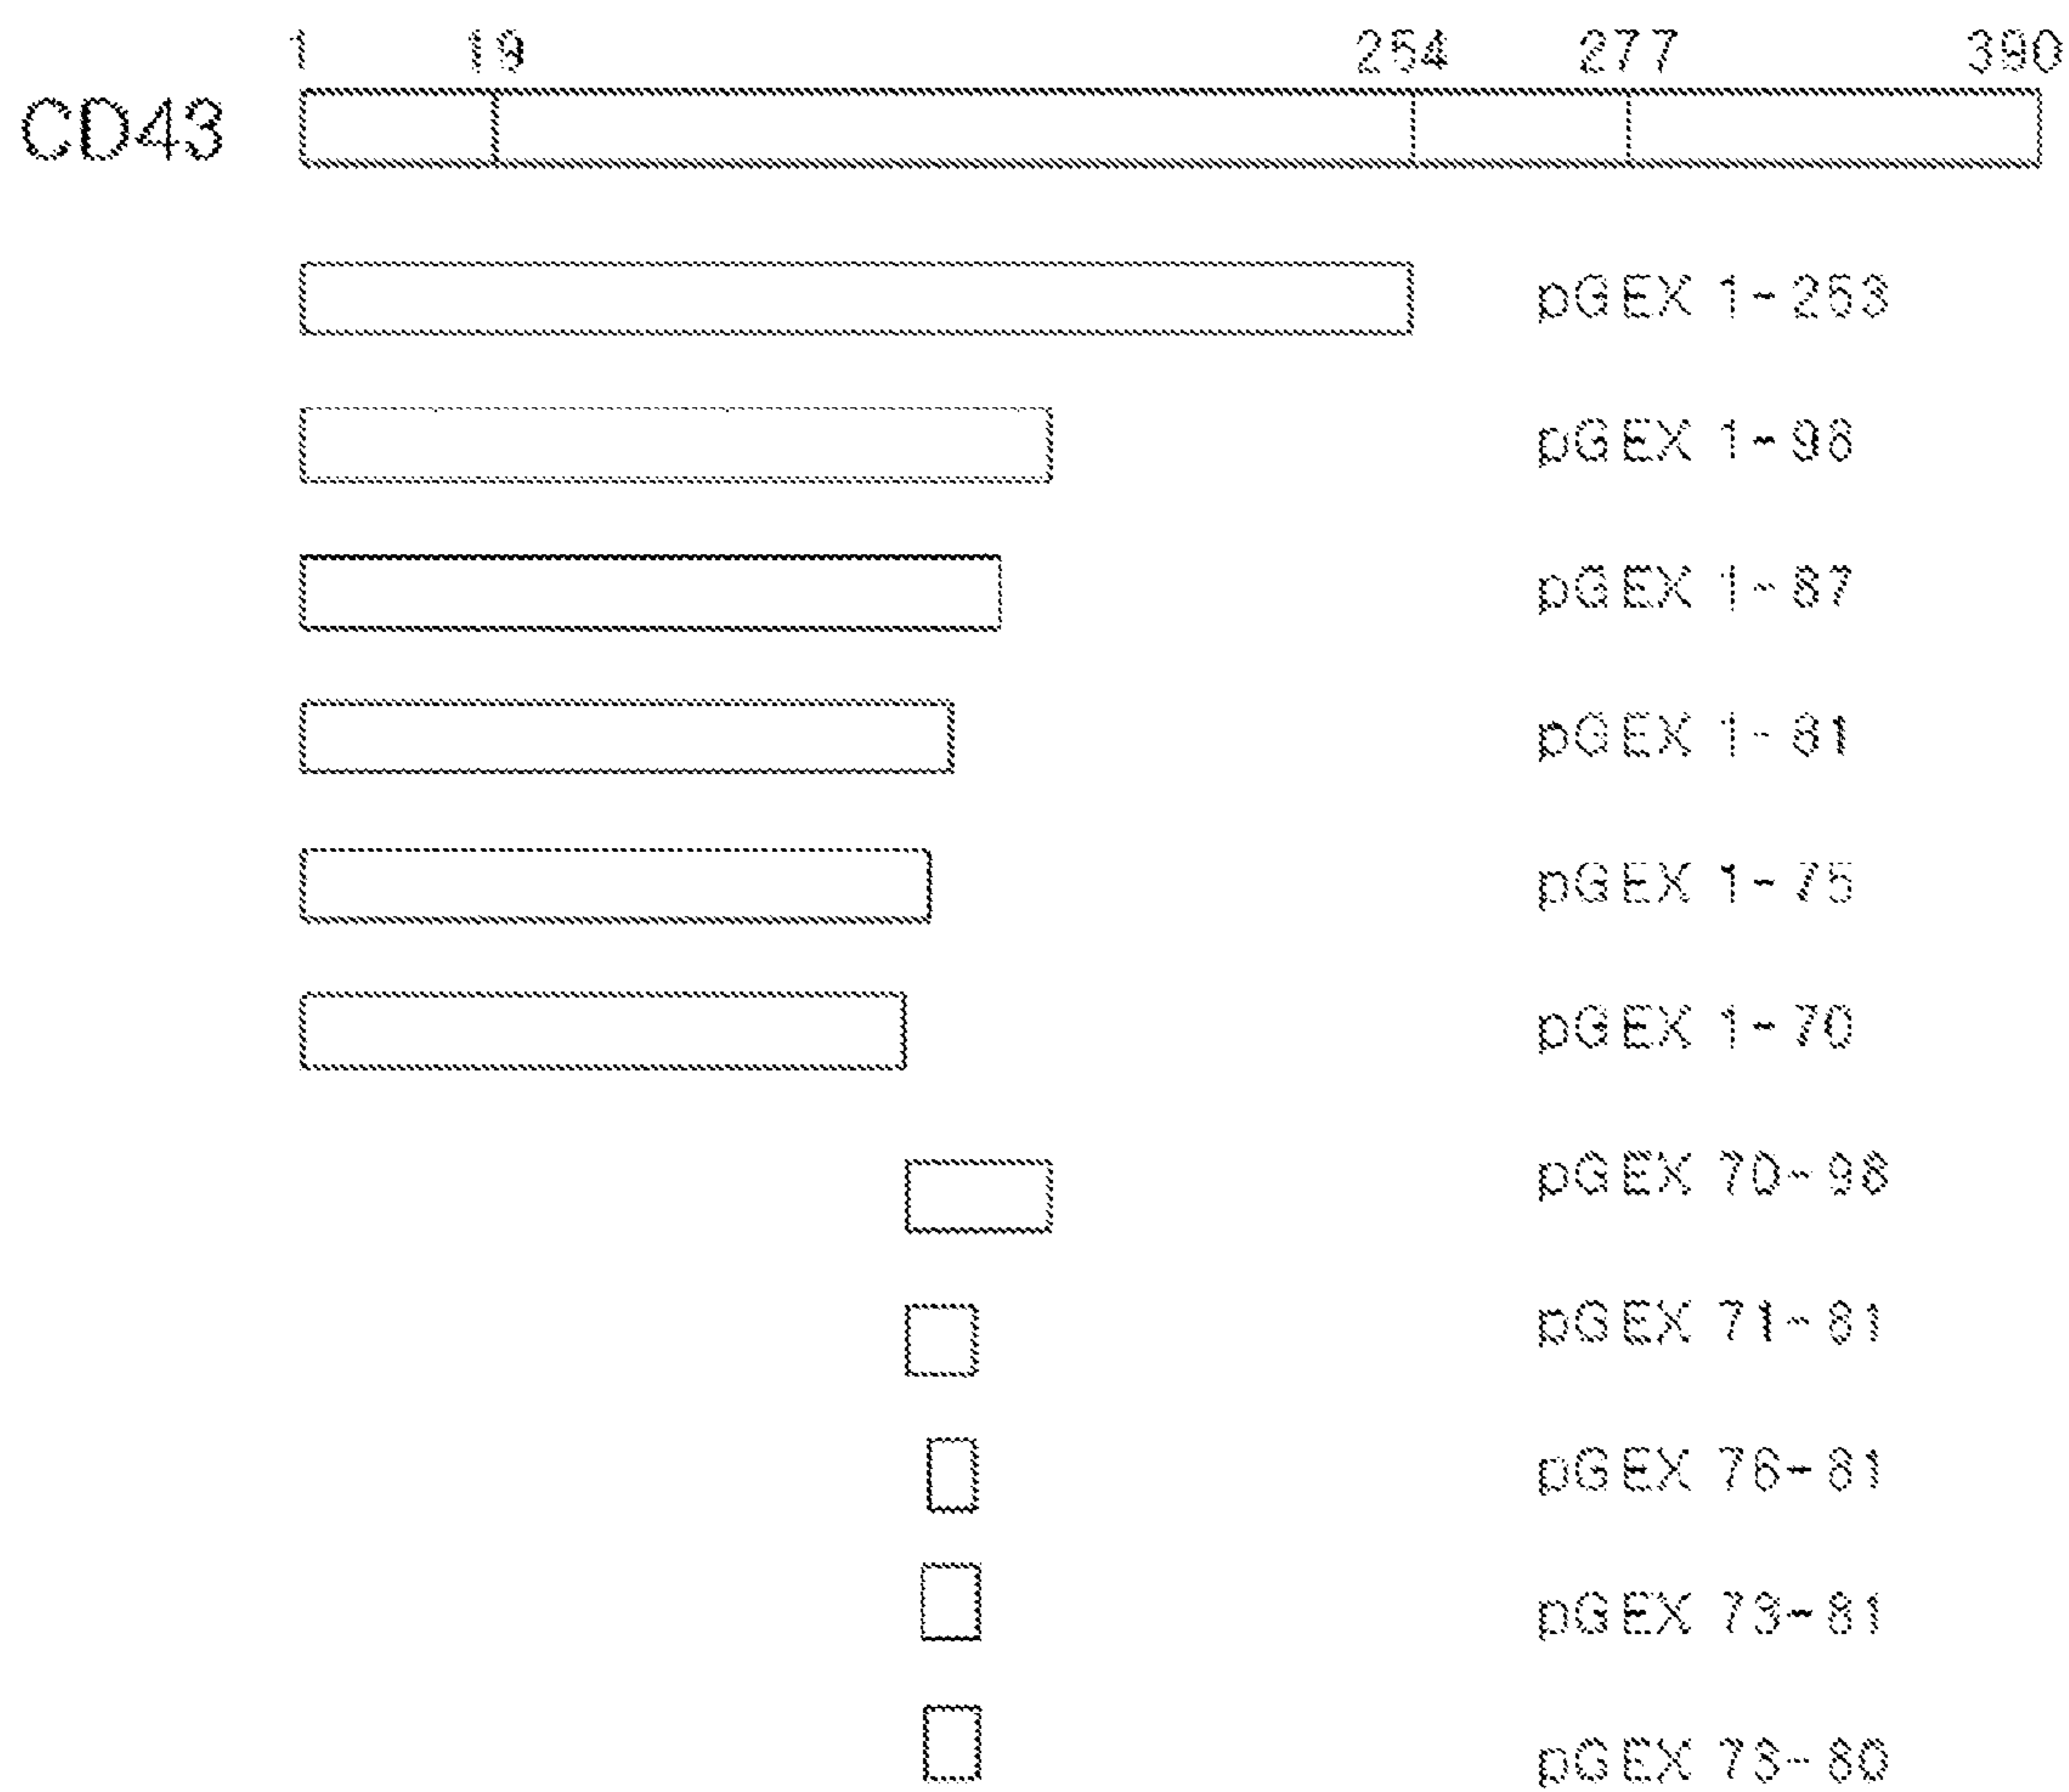 1 19 254 277 390
CD43
pGEX 1-253
pGEX 1-98
pGEX 1-87
pGEX 1-81
pGEX 1-75
pGEX 1-70
pGEX 70-98
pGEX 71-81
pGEX 76-81
pGEX 73-81
pGEX 73-80